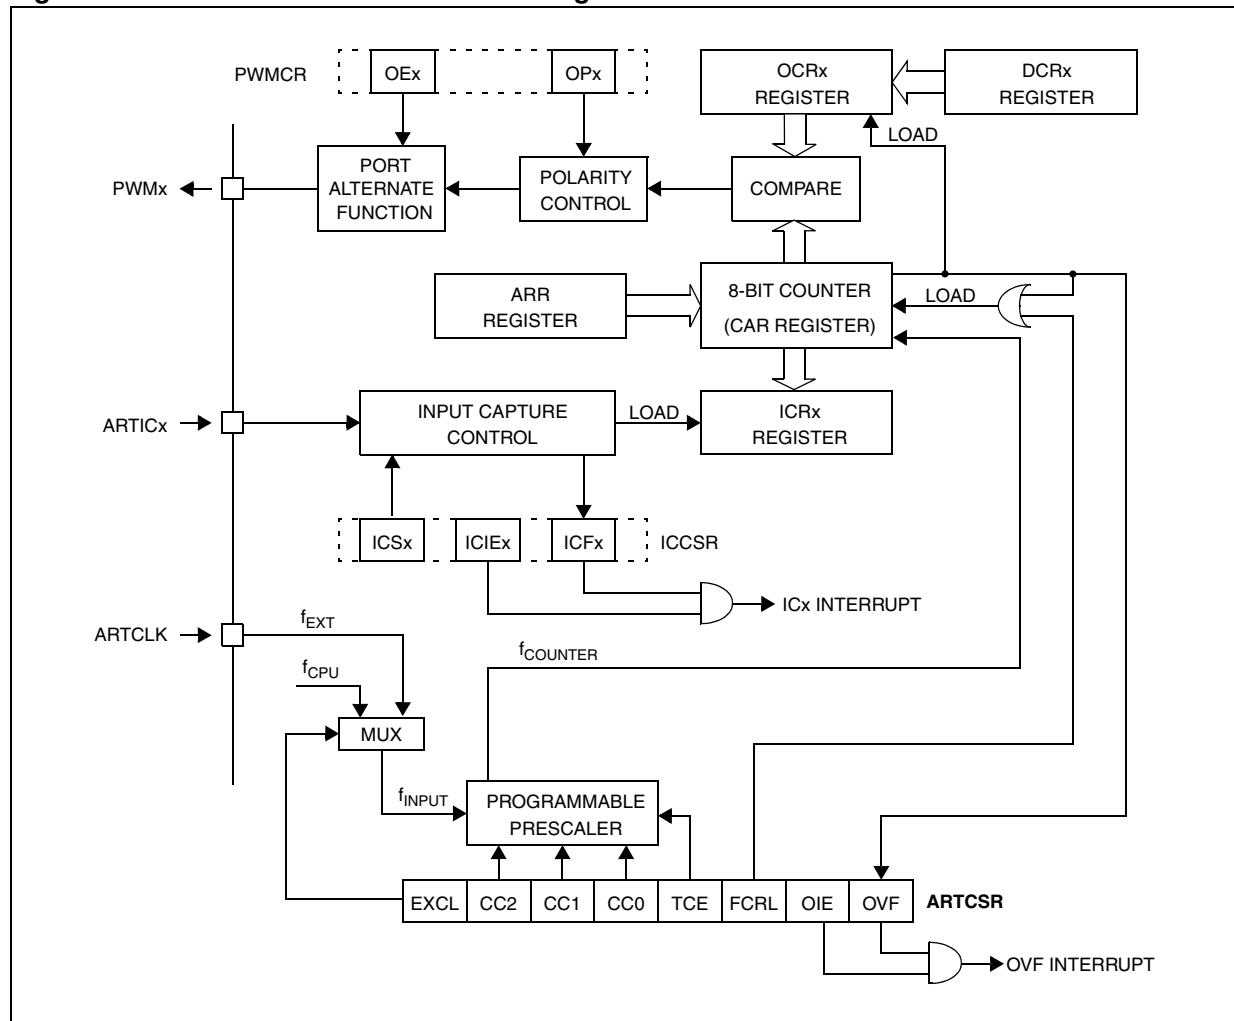 PWMCR
OEx
OPx
OCRx
REGISTER
DCRx
REGISTER
LOAD
PWMx
PORT
ALTERNATE
FUNCTION
POLARITY
CONTROL
COMPARE
ARR
REGISTER
8-BIT COUNTER
(CAR REGISTER)
LOAD
ARTICx
INPUT CAPTURE
CONTROL
LOAD
ICRx
REGISTER
ICSx
ICIEx
ICFx
ICCSR
ICx INTERRUPT
ARTCLK
fEXT
fCPU
fCOUNTER
MUX
fINPUT
PROGRAMMABLE
PRESCALER
EXCL
CC2
CC1
CC0
TCE
FCRL
OIE
OVF
ARTCSR
OVF INTERRUPT